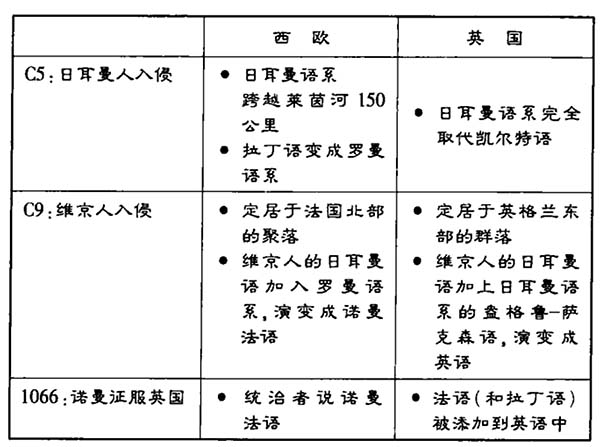 西欧 英国
C5:日耳曼人入侵
● 日耳曼语系
跨越莱茵河 150
公里
● 拉丁语变成罗曼
语系
● 日耳曼语系完全
取代凯尔特语
C9:维京人入侵
● 定居于法国北部
的聚落
● 维京人的日耳曼
语加入罗曼语
系,演变成诺曼
法语
● 定居于英格兰东
部的群落
● 维京人的日耳曼
语加上日耳曼语
系的盎格鲁-萨
克森语,演变成
英语
1066:诺曼征服英国
● 统治者说诺曼
法语
● 法语(和拉丁语)
被添加到英语中